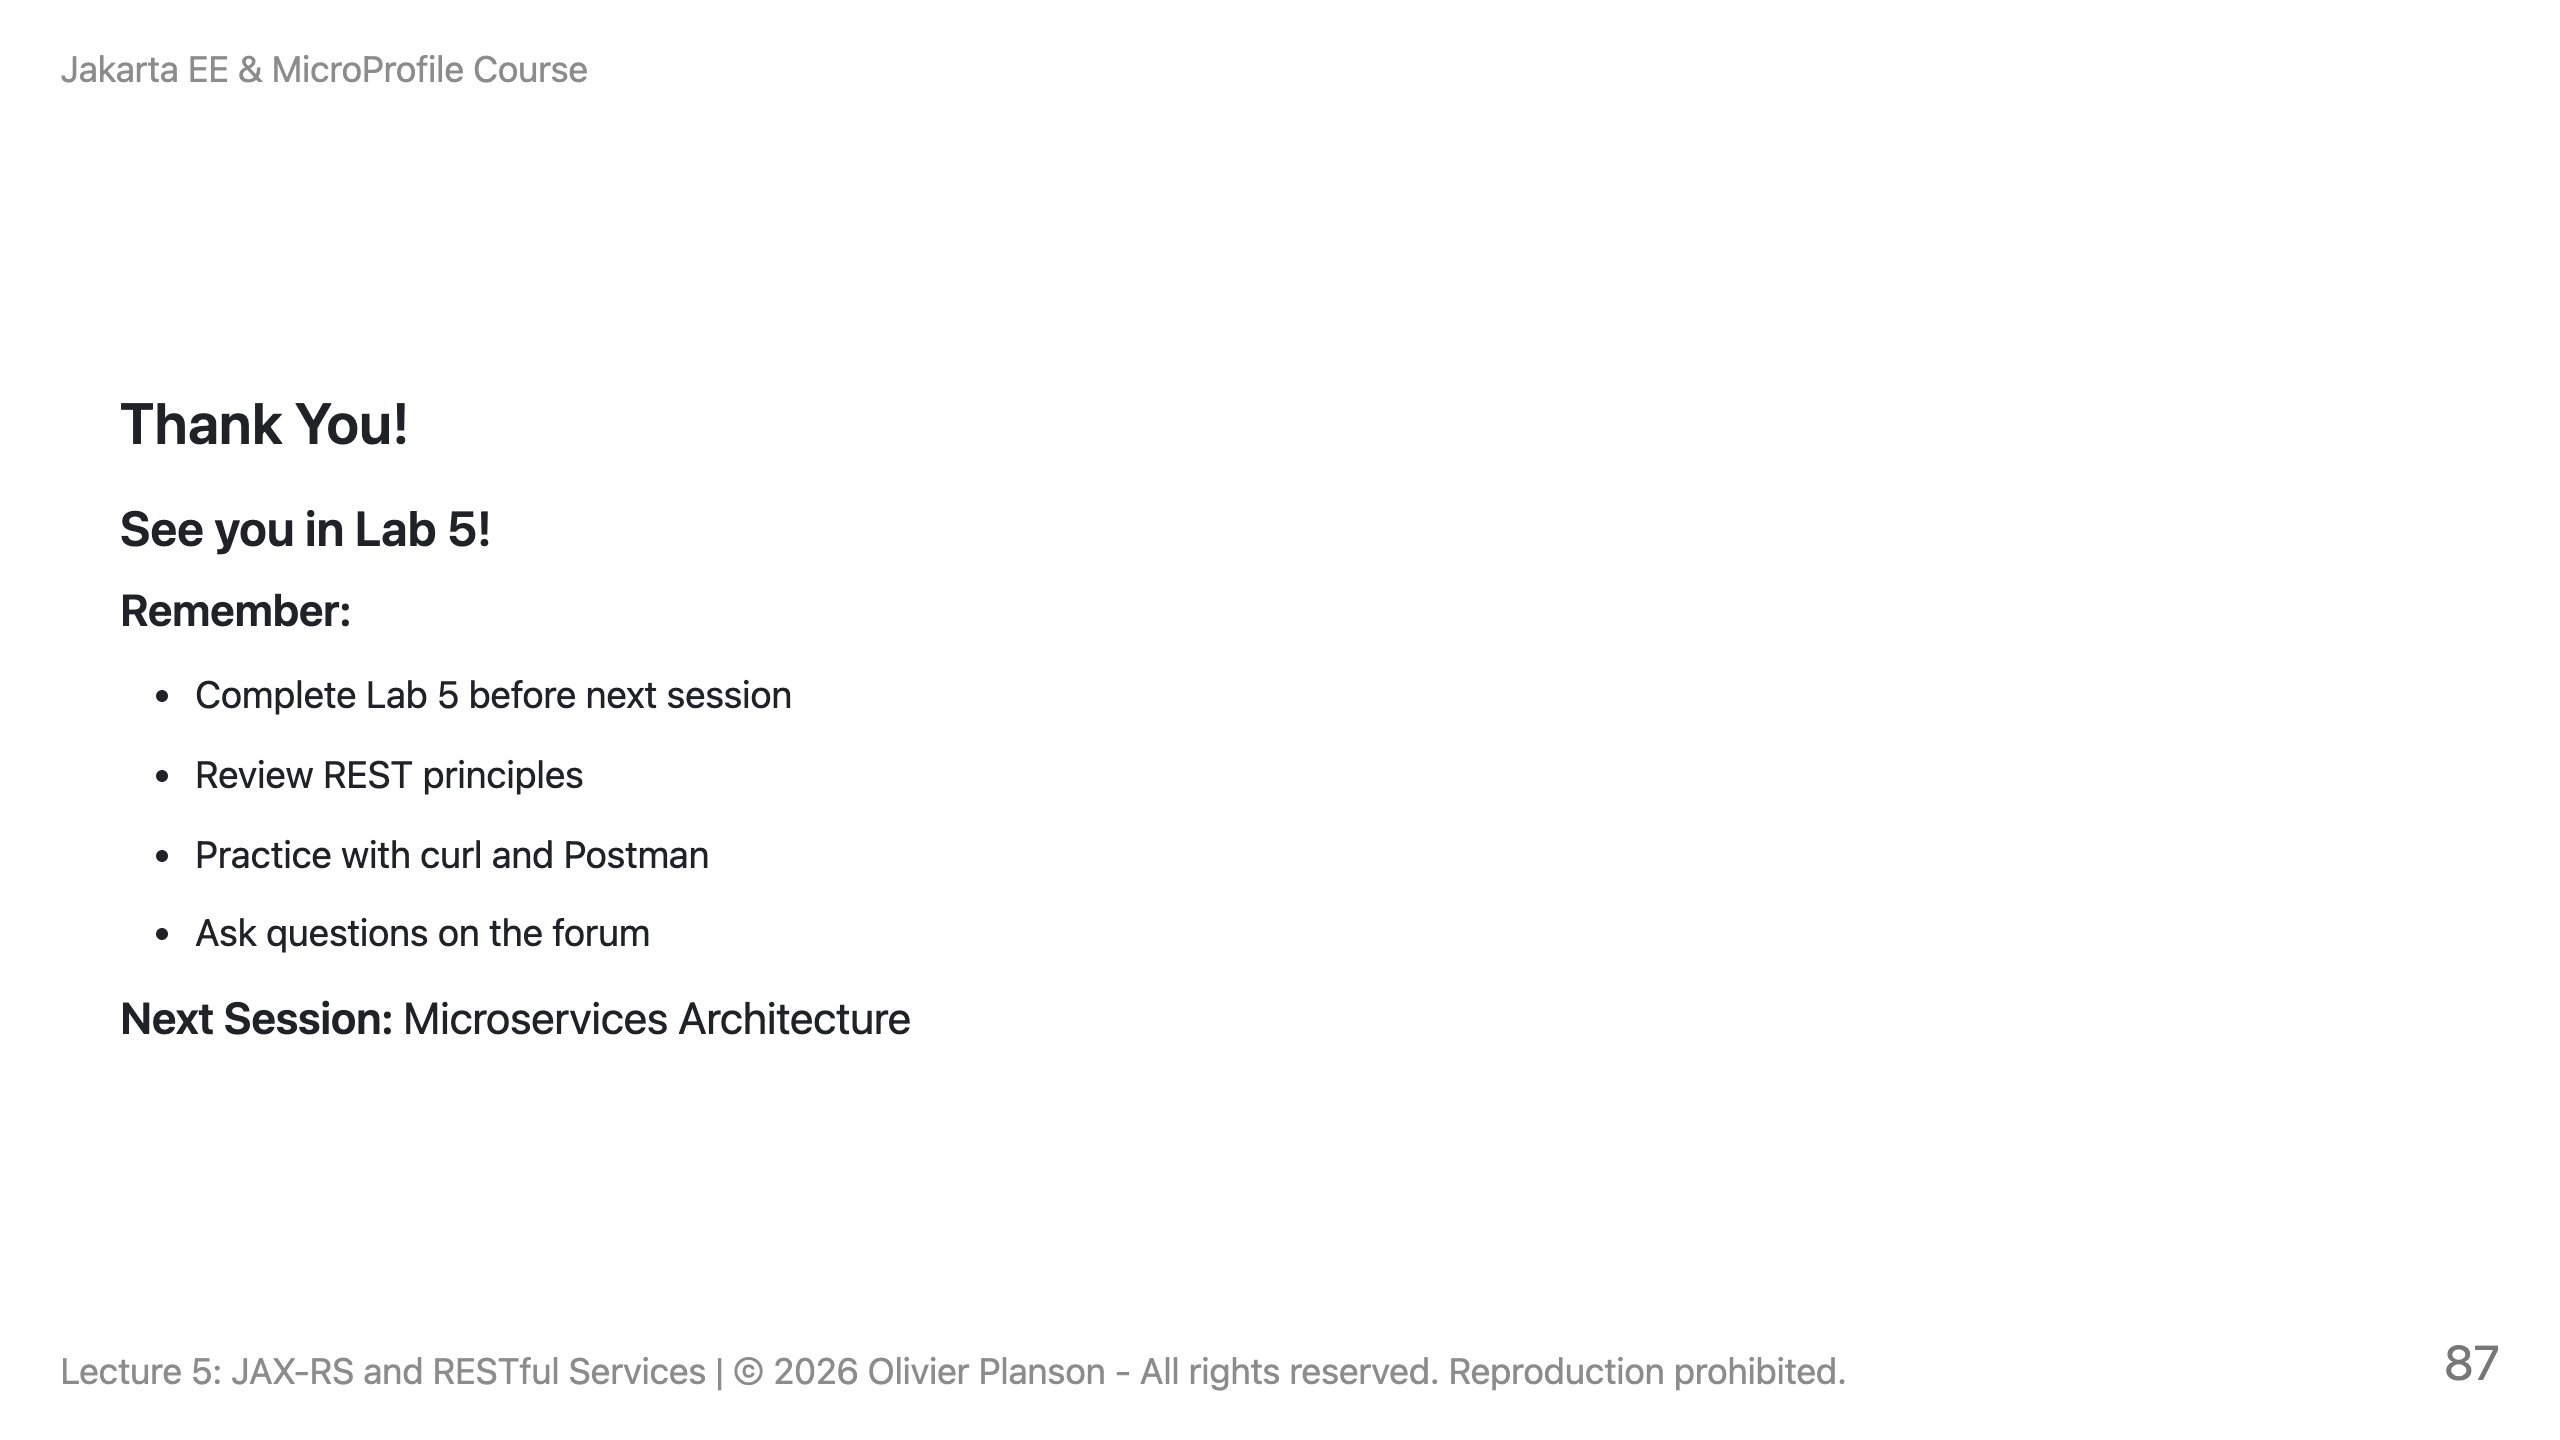 Jakarta EE & MicroProfile Course
Thank You!
See you in Lab 5!
Remember:
• Complete Lab 5 before next session
• Review REST principles
• Practice with curl and Postman
• Ask questions on the forum
Next Session: Microservices Architecture
Lecture 5: JAX-RS and RESTful Services | © 2026 Olivier Planson - All rights reserved. Reproduction prohibited.
87